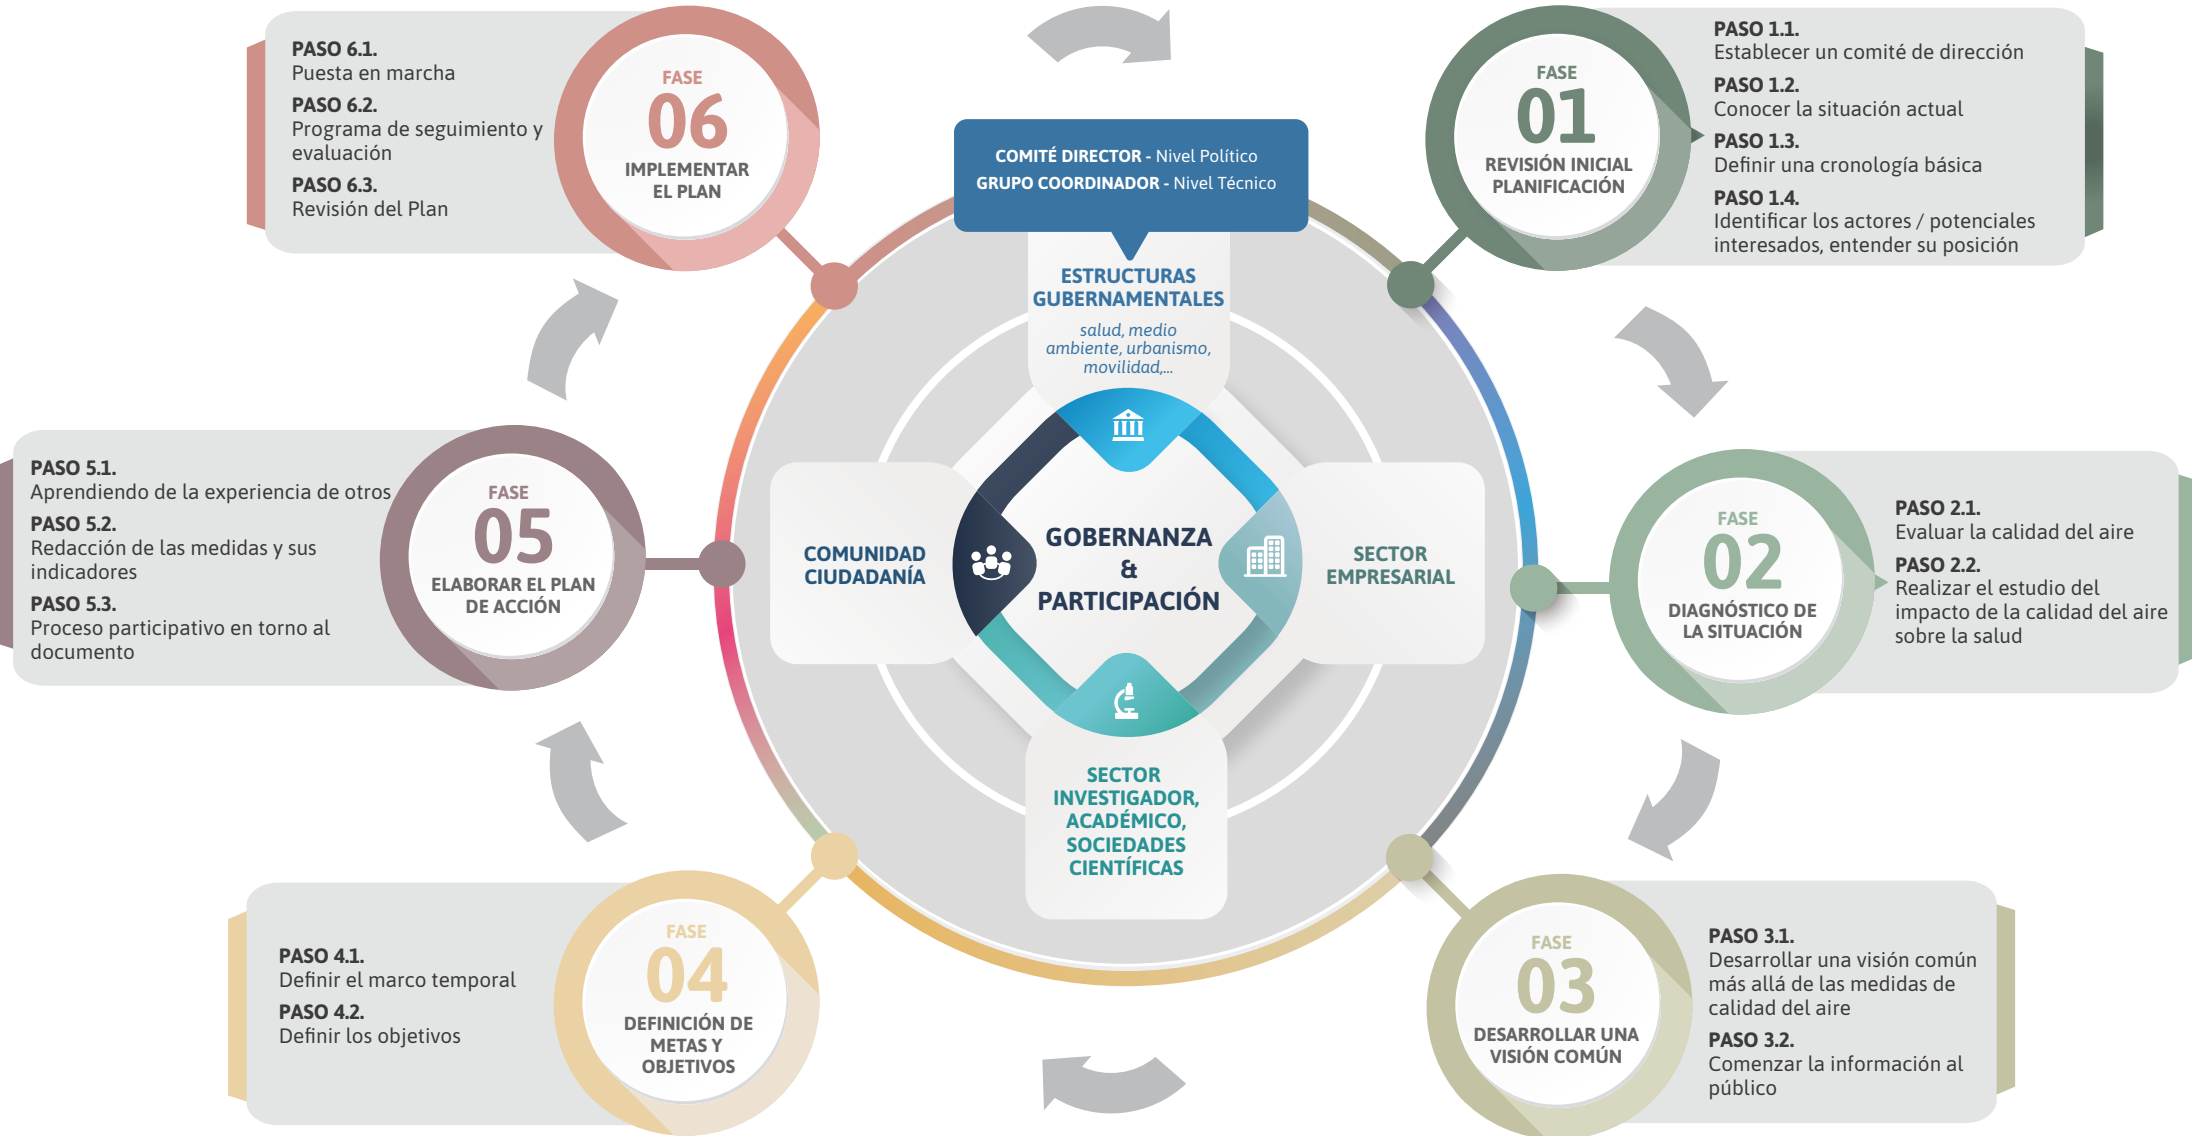 COMITÉ DIRECTOR - Nivel Político
GRUPO COORDINADOR - Nivel Técnico
ESTRUCTURAS
GUBERNAMENTALES
salud, medio
ambiente, urbanismo,
movilidad,...
COMUNIDAD
CIUDADANÍA
GOBERNANZA
&
PARTICIPACIÓN
SECTOR
EMPRESARIAL
SECTOR
INVESTIGADOR,
ACADÉMICO,
SOCIEDADES
CIENTÍFICAS
FASE
01
REVISIÓN INICIAL
PLANIFICACIÓN
PASO 1.1.
Establecer un comité de dirección
PASO 1.2.
Conocer la situación actual
PASO 1.3.
Definir una cronología básica
PASO 1.4.
Identificar los actores / potenciales
interesados, entender su posición
FASE
02
DIAGNÓSTICO DE
LA SITUACIÓN
PASO 2.1.
Evaluar la calidad del aire
PASO 2.2.
Realizar el estudio del
impacto de la calidad del aire
sobre la salud
FASE
03
DESARROLLAR UNA
VISIÓN COMÚN
PASO 3.1.
Desarrollar una visión común
más allá de las medidas de
calidad del aire
PASO 3.2.
Comenzar la información al
público
FASE
04
DEFINICIÓN DE
METAS Y
OBJETIVOS
PASO 4.1.
Definir el marco temporal
PASO 4.2.
Definir los objetivos
FASE
05
ELABORAR EL PLAN
DE ACCIÓN
PASO 5.1.
Aprendiendo de la experiencia de otros
PASO 5.2.
Redacción de las medidas y sus
indicadores
PASO 5.3.
Proceso participativo en torno al
documento
FASE
06
IMPLEMENTAR
EL PLAN
PASO 6.1.
Puesta en marcha
PASO 6.2.
Programa de seguimiento y
evaluación
PASO 6.3.
Revisión del Plan